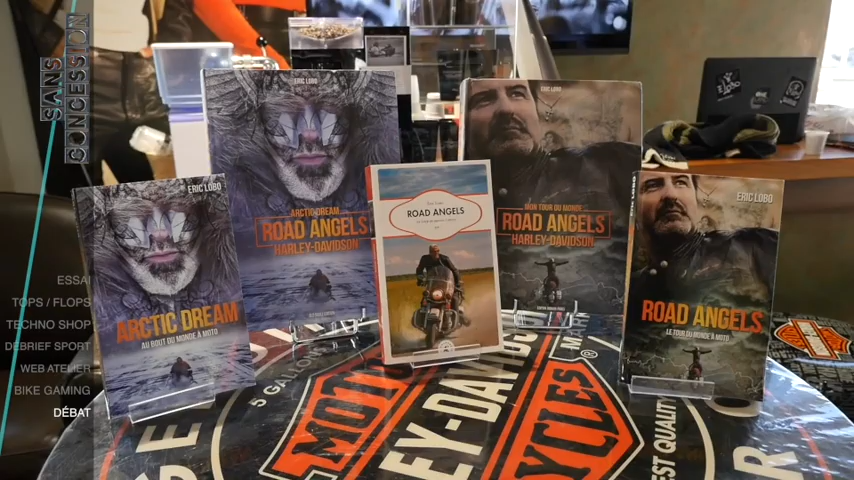 SANS
CONCESSION
ESSAI
TOPS / FLOPS
TECHNO SHOP
DEBRIEF SPORT
WEB ATELIER
BIKE GAMING
DÉBAT
ERIC LOBO
ARCTIC DREAM
AU BOUT DU MONDE À MOTO
ERIC LOBO
ARCTIC DREAM
ROAD ANGELS
HARLEY-DAVIDSON
ROAD ANGELS
ERIC LOBO
MON TOUR DU MONDE
ROAD ANGELS
HARLEY-DAVIDSON
ERIC LOBO
ROAD ANGELS
LE TOUR DU MONDE À MOTO
5 GALLON
MOTO
EY-DAVIDSON
CYCLES
®
EST QUALITY